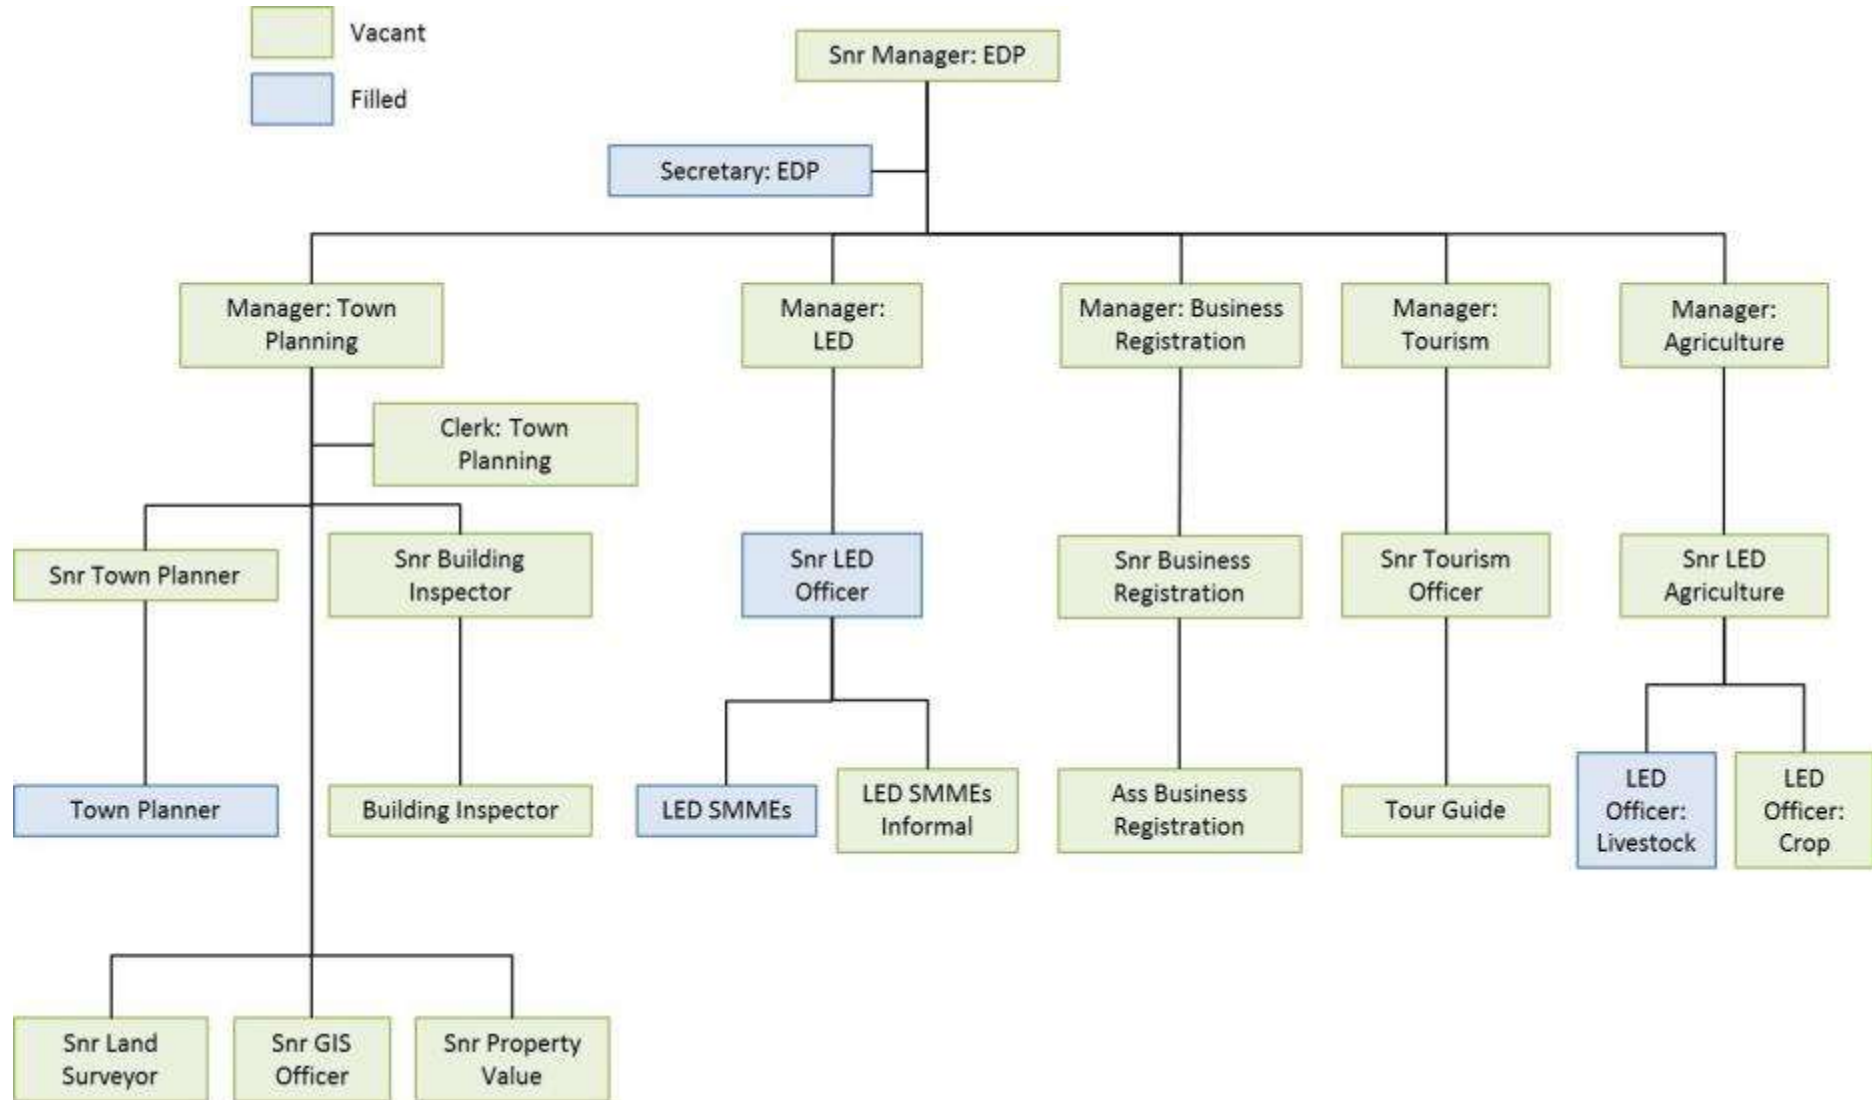 Vacant
Filled
Snr Manager: EDP
Secretary: EDP
Manager: Town
Planning
Manager:
LED
Manager: Business
Registration
Manager:
Tourism
Manager:
Agriculture
Clerk: Town
Planning
Snr Town Planner
Snr Building
Inspector
Snr LED
Officer
Snr Business
Registration
Snr Tourism
Officer
Snr LED
Agriculture
Town Planner
Building Inspector
LED SMMEs
LED SMMEs
Informal
Ass Business
Registration
Tour Guide
LED
Officer:
Livestock
LED
Officer:
Crop
Snr Land
Surveyor
Snr GIS
Officer
Snr Property
Value